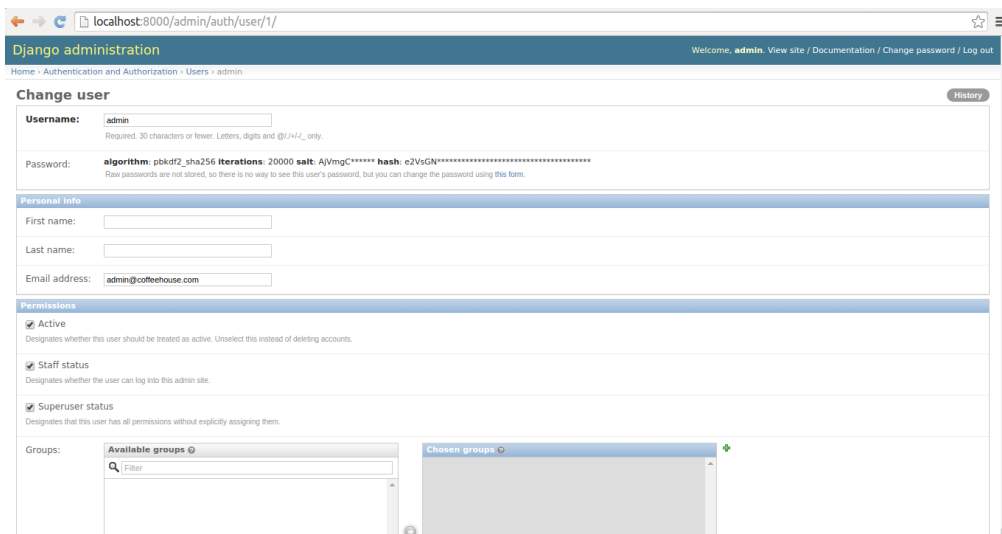 localhost:8000/admin/auth/user/1/
Django administration
Welcome, admin. View site / Documentation / Change password / Log out
Home › Authentication and Authorization › Users › admin
Change user
History
Username:
admin
Required. 30 characters or fewer. Letters, digits and @/./+/-/_ only.
Password:
algorithm: pbkdf2_sha256 iterations: 20000 salt: AjVmgC****** hash: e2VsGN**************************************
Raw passwords are not stored, so there is no way to see this user's password, but you can change the password using this form.
Personal info
First name:
Last name:
Email address:
admin@coffeehouse.com
Permissions
Active
Designates whether this user should be treated as active. Unselect this instead of deleting accounts.
Staff status
Designates whether the user can log into this admin site.
Superuser status
Designates that this user has all permissions without explicitly assigning them.
Groups:
Available groups
Chosen groups
Filter